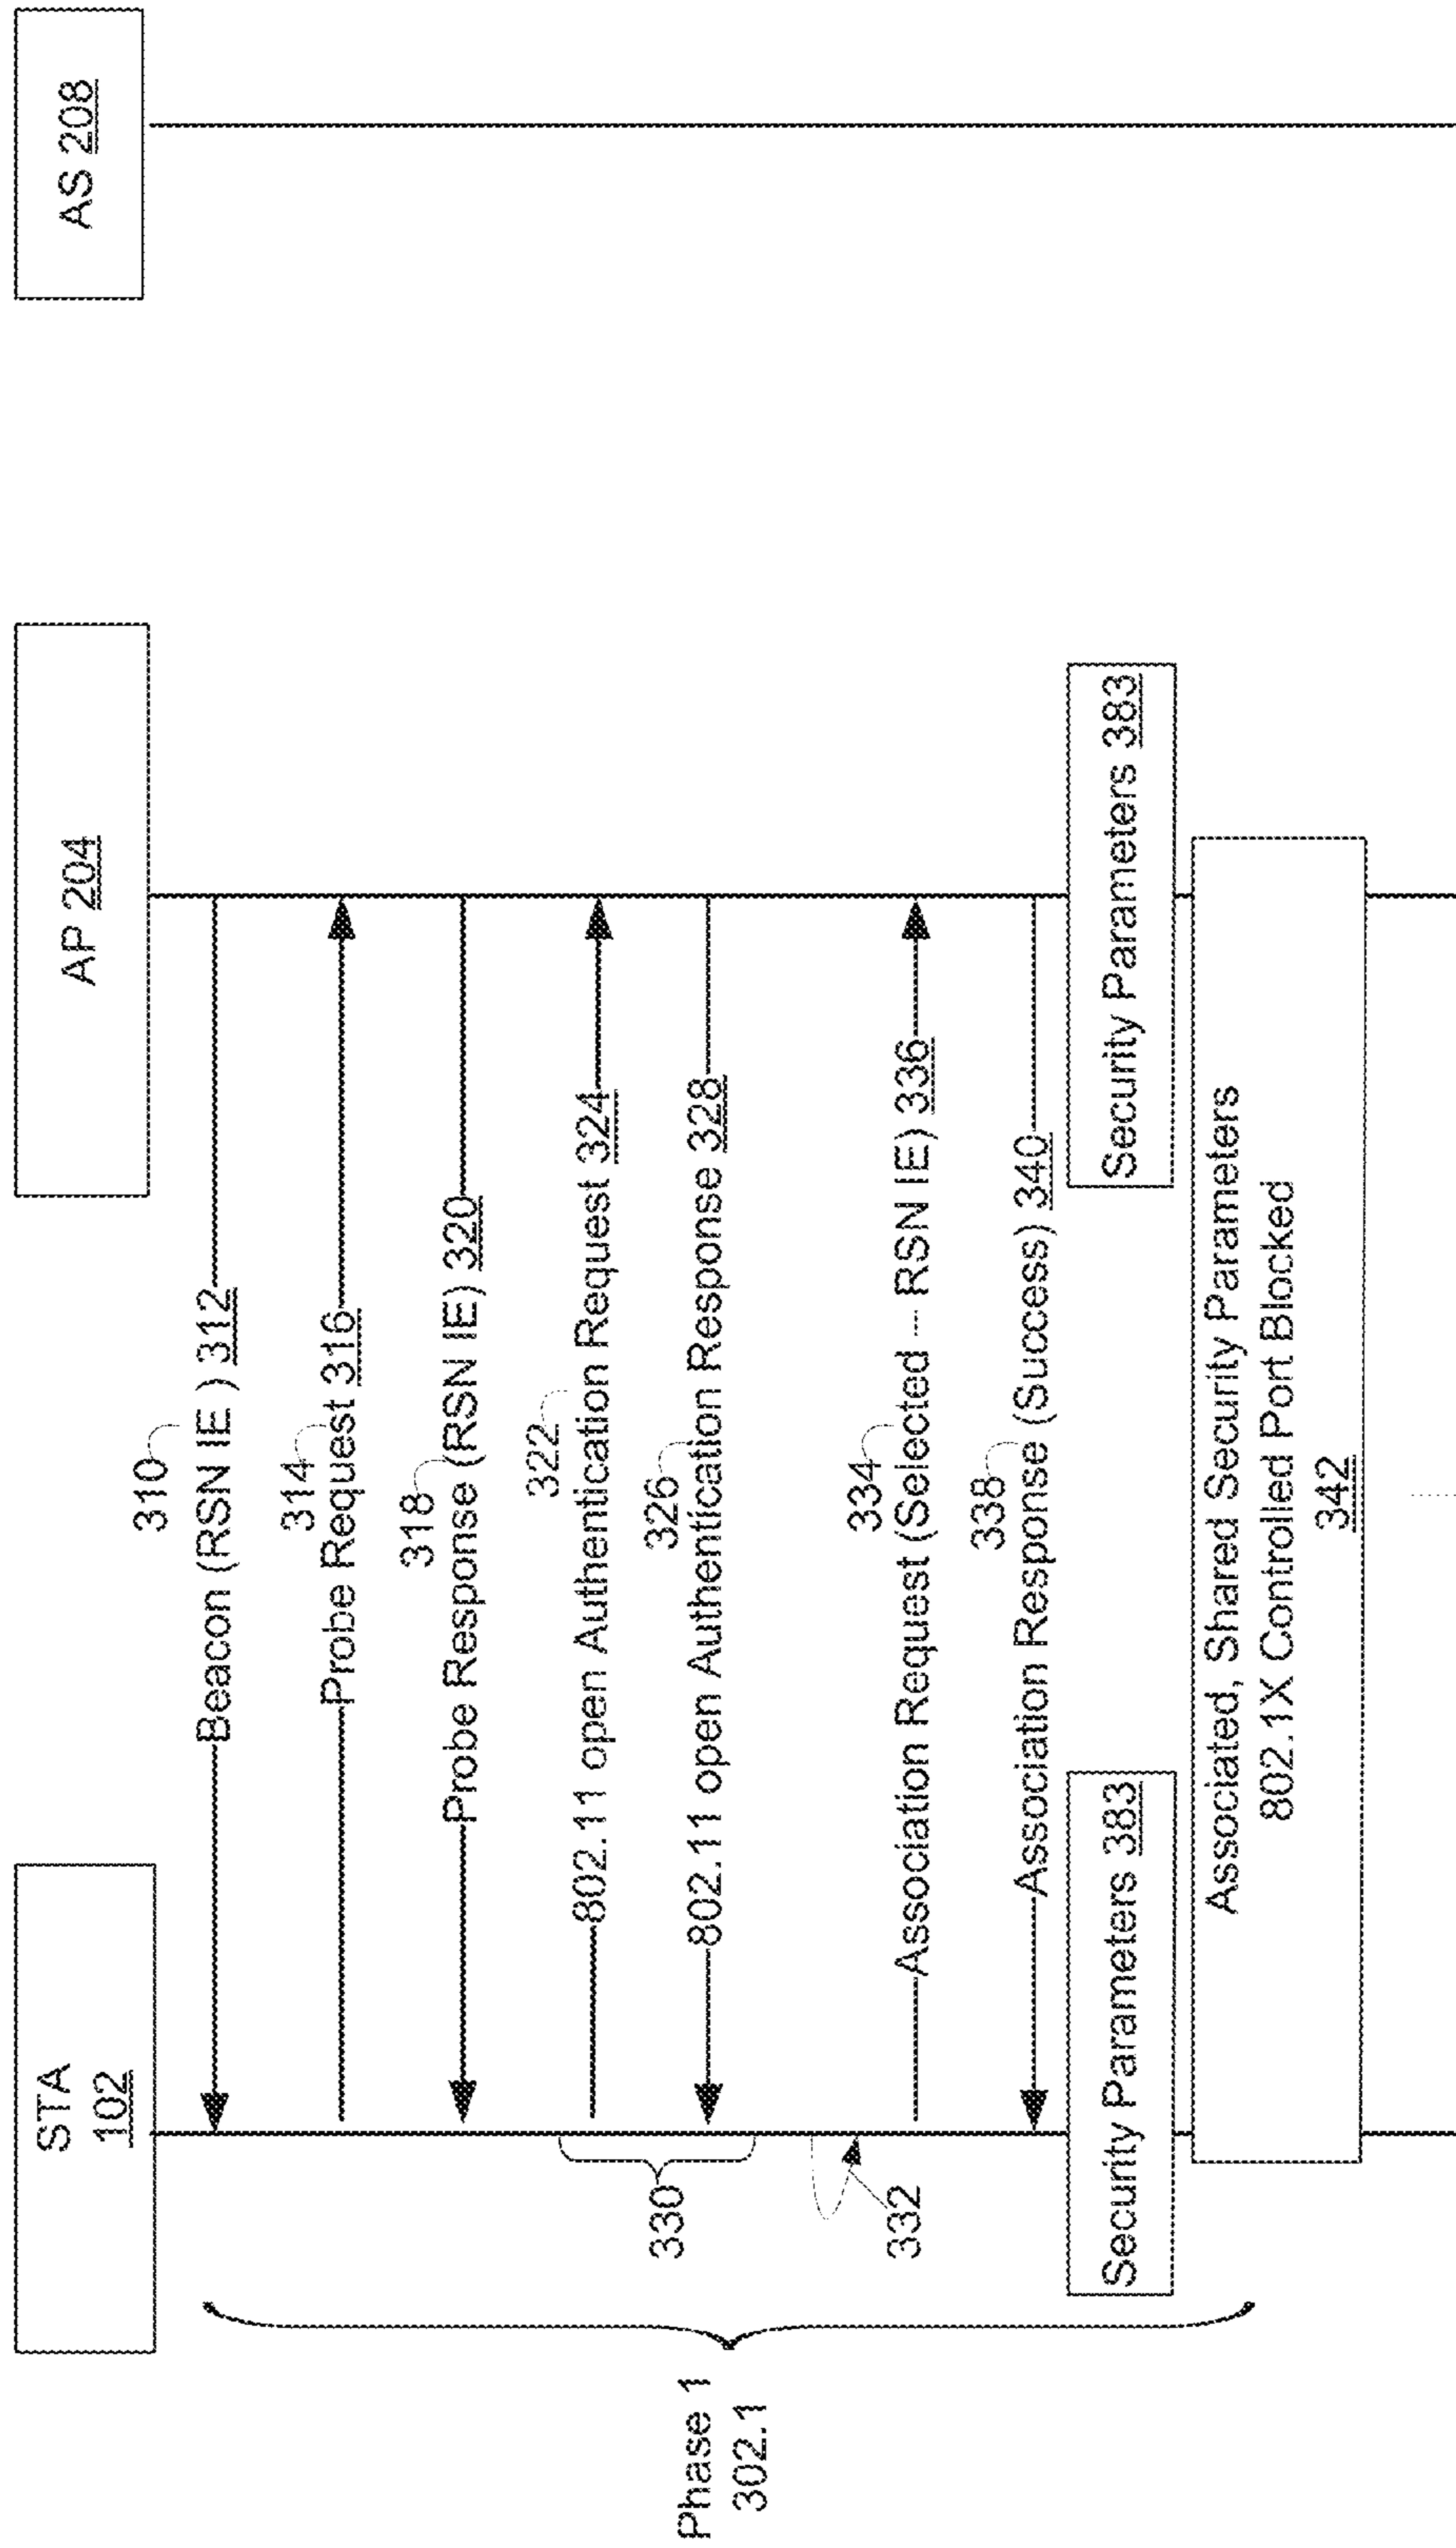 STA
102
AP 204
AS 208
310
Beacon (RSN IE ) 312
314
Probe Request 316
318
Probe Response (RSN IE) 320
322
802.11 open Authentication Request 324
326
802.11 open Authentication Response 328
330
332
334
Association Request (Selected -- RSN IE) 336
338
Association Response (Success) 340
Security Parameters 383
Security Parameters 383
Associated, Shared Security Parameters
802.1X Controlled Port Blocked
342
Phase 1
302.1